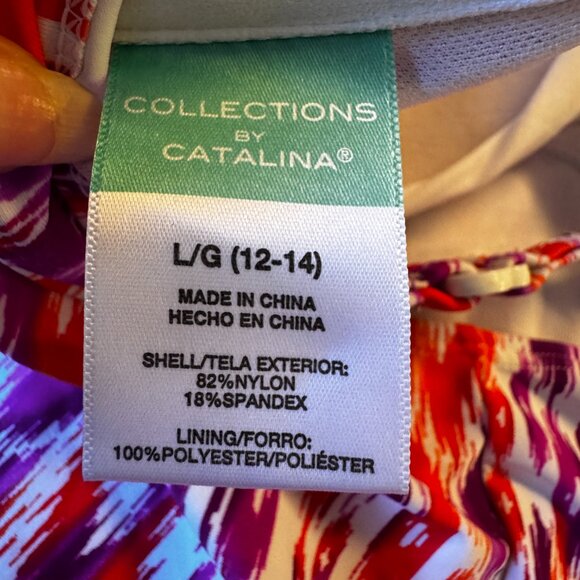 COLLECTIONS
BY
CATALINA®
L/G (12-14)
MADE IN CHINA
HECHO EN CHINA
SHELL/TELA EXTERIOR:
82%NYLON
18%SPANDEX
LINING/FORRO:
100%POLYESTER/POLIÉSTER